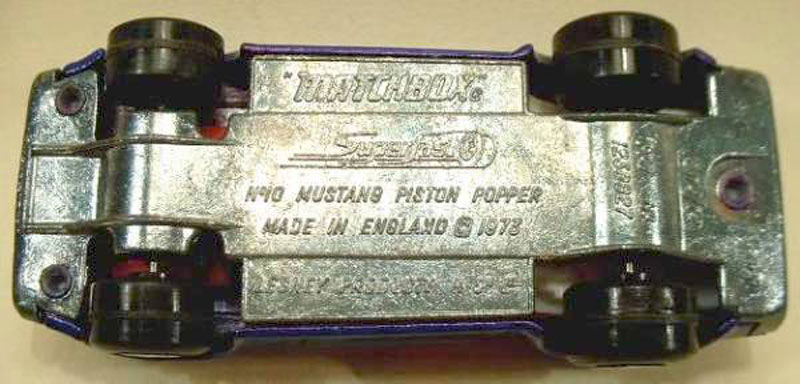 "MATCHBOX"®
Superfast
Nº10 MUSTANG PISTON POPPER
MADE IN ENGLAND © 1973
LESNEY PRODUCTS